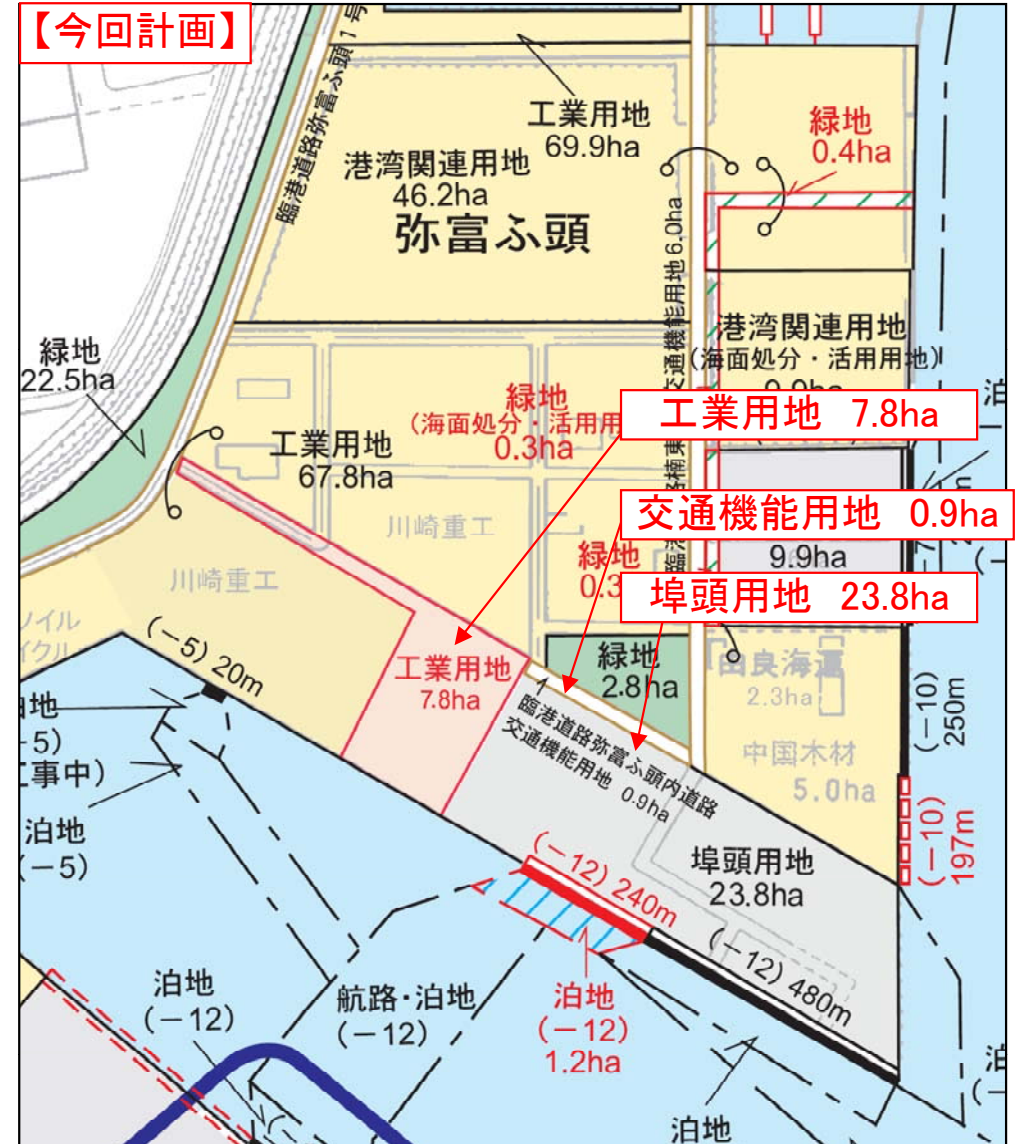 【今回計画】
臨港道路弥富ふ頭1号
工業用地
69.9ha
港湾関連用地
46.2ha
弥富ふ頭
緑地
0.4ha
交通機能用地6.0ha
港湾関連用地
(海面処分・活用用地)
9.9ha
緑地
22.5ha
緑地
(海面処分・活用用
0.3ha
工業用地 7.8ha
工業用地
67.8ha
川崎重工
交通機能用地 0.9ha
9.9ha
緑地
0.3
埠頭用地 23.8ha
川崎重工
(-5) 20m
工業用地
7.8ha
緑地
2.8ha
由良海運
2.3ha
(-10)
250m
臨港道路弥富ふ頭内道路
交通機能用地 0.9ha
中国木材
5.0ha
(-10)
197m
泊地
(-5)
埠頭用地
23.8ha
(-12) 240m
(-12) 480m
泊地
(-12)
航路・泊地
(-12)
泊地
(-12)
1.2ha
泊地